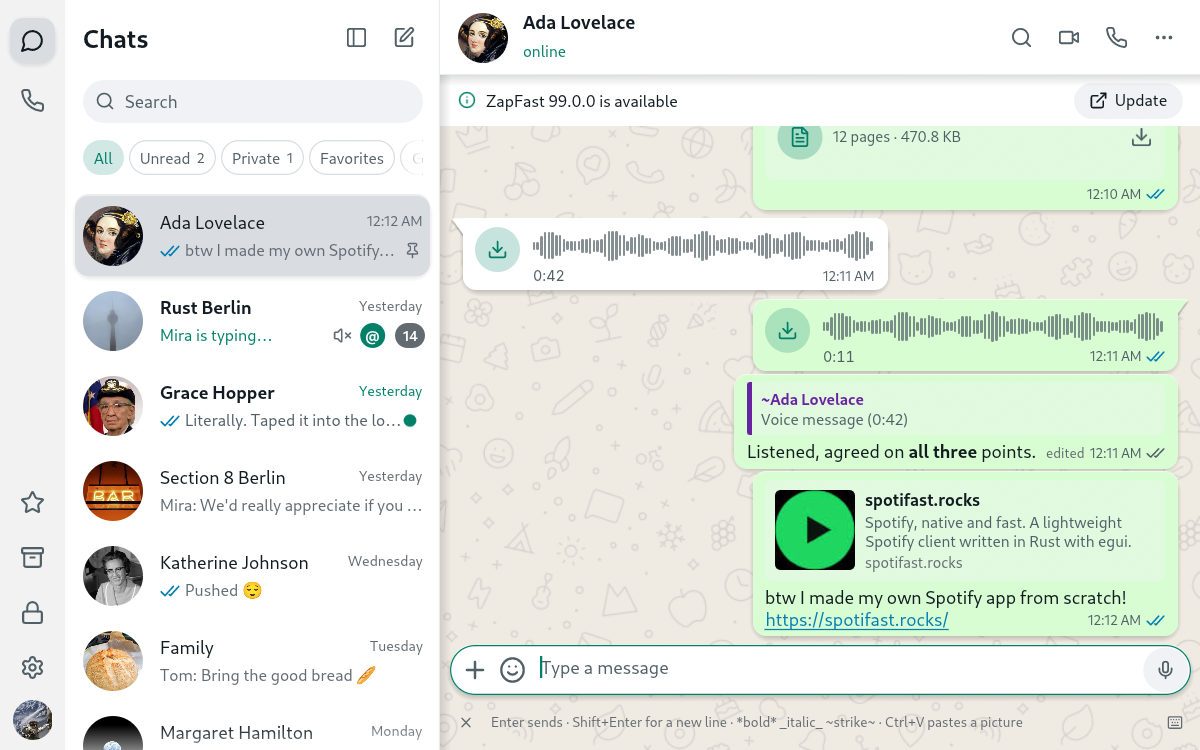 Chats
Search
All
Unread 2
Private 1
Favorites
Ada Lovelace
12:12 AM
btw I made my own Spotify…
Rust Berlin
Yesterday
Mira is typing…
@
14
Grace Hopper
Yesterday
Literally. Taped it into the lo…
Section 8 Berlin
Yesterday
Mira: We'd really appreciate if you …
BAR
Katherine Johnson
Wednesday
Pushed 😌
Family
Tuesday
Tom: Bring the good bread 🥖
Margaret Hamilton
Monday
Ada Lovelace
online
ZapFast 99.0.0 is available
Update
12 pages · 470.8 KB
12:10 AM
0:42
12:11 AM
0:11
12:11 AM
~Ada Lovelace
Voice message (0:42)
Listened, agreed on all three points.
edited 12:11 AM
spotifast.rocks
Spotify, native and fast. A lightweight
Spotify client written in Rust with egui.
spotifast.rocks
btw I made my own Spotify app from scratch!
https://spotifast.rocks/
12:12 AM
Type a message
Enter sends · Shift+Enter for a new line · *bold* _italic_ ~strike~ · Ctrl+V pastes a picture